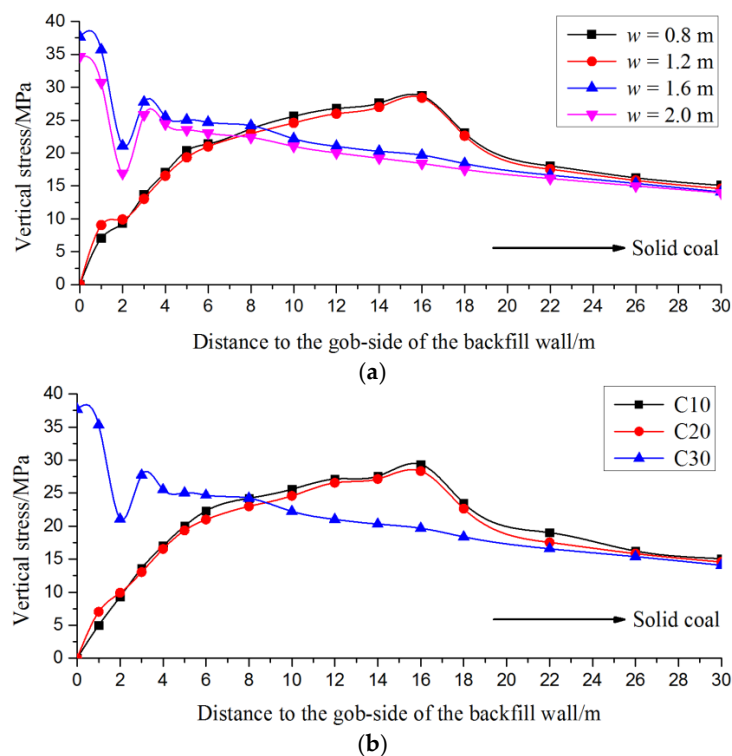 40
35
30
25
20
15
10
5
0
Vertical stress/MPa
w = 0.8 m
w = 1.2 m
w = 1.6 m
w = 2.0 m
Solid coal
0 2 4 6 8 10 12 14 16 18 20 22 24 26 28 30
Distance to the gob-side of the backfill wall/m
(a)
40
35
30
25
20
15
10
5
0
Vertical stress/MPa
C10
C20
C30
Solid coal
0 2 4 6 8 10 12 14 16 18 20 22 24 26 28 30
Distance to the gob-side of the backfill wall/m
(b)